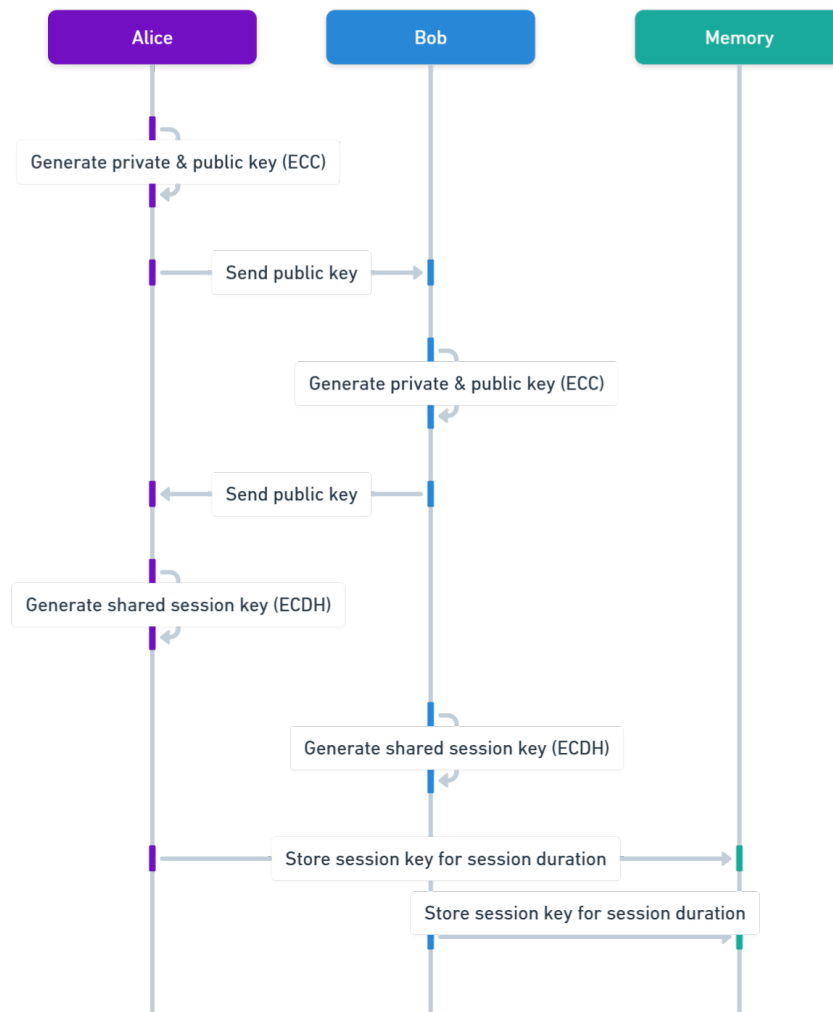 Alice
Bob
Memory
Generate private & public key (ECC)
Send public key
Generate private & public key (ECC)
Send public key
Generate shared session key (ECDH)
Generate shared session key (ECDH)
Store session key for session duration
Store session key for session duration